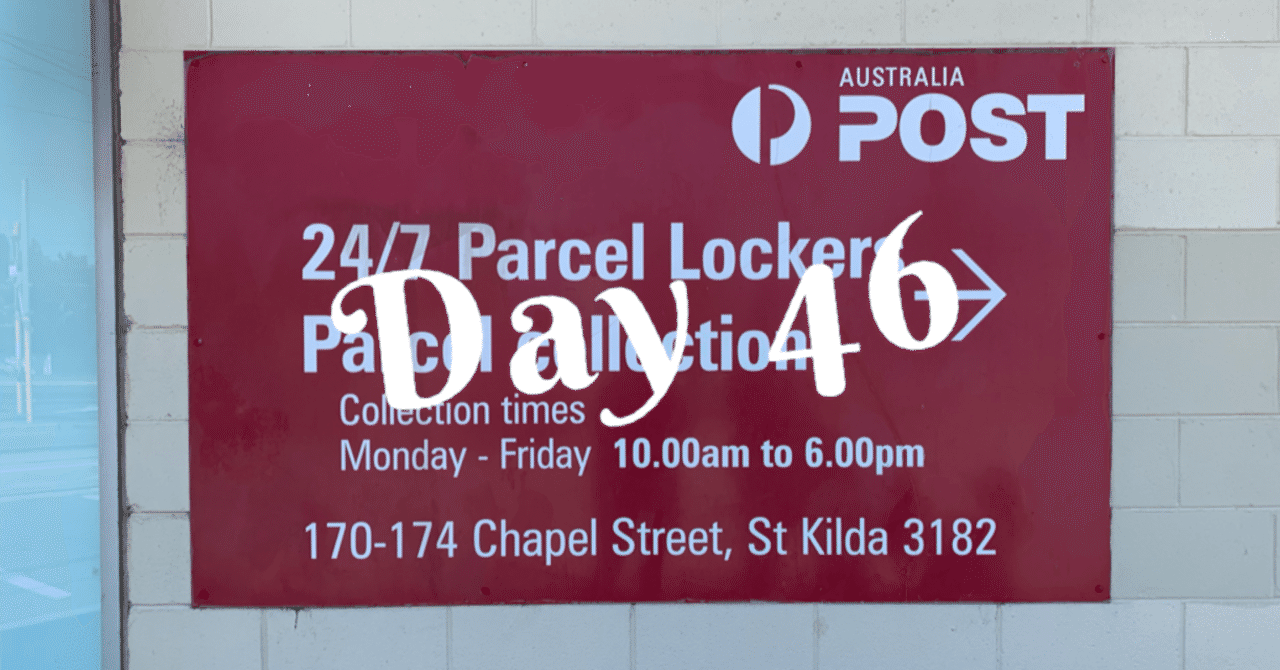 AUSTRALIA
POST
24/7 Parcel Lockers
Parcel collection
Day 46
Collection times
Monday - Friday 10.00am to 6.00pm
170-174 Chapel Street, St Kilda 3182